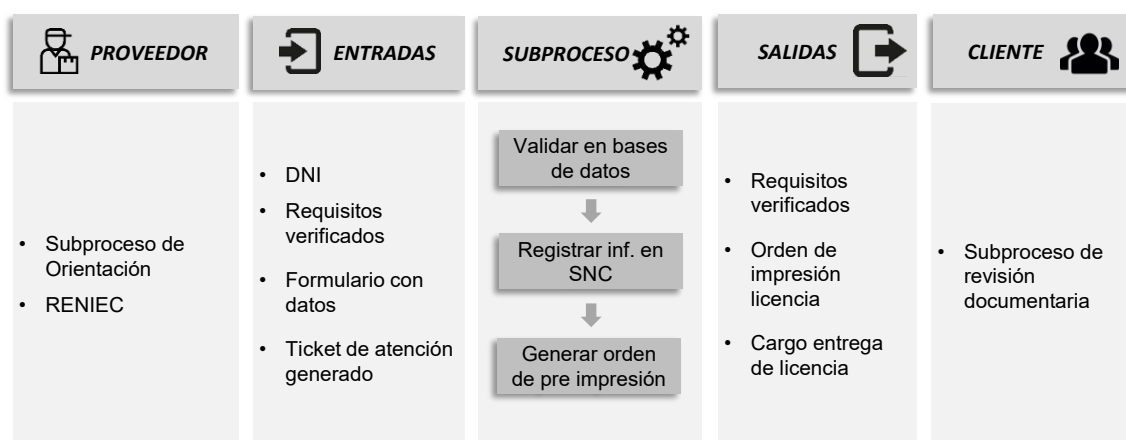 PROVEEDOR
ENTRADAS
SUBPROCESO
SALIDAS
CLIENTE
• Subproceso de
Orientación
• RENIEC
• DNI
• Requisitos
verificados
• Formulario con
datos
• Ticket de atención
generado
Validar en bases
de datos
Registrar inf. en
SNC
Generar orden
de pre impresión
• Requisitos
verificados
• Orden de
impresión
licencia
• Cargo entrega
de licencia
• Subproceso de
revisión
documentaria